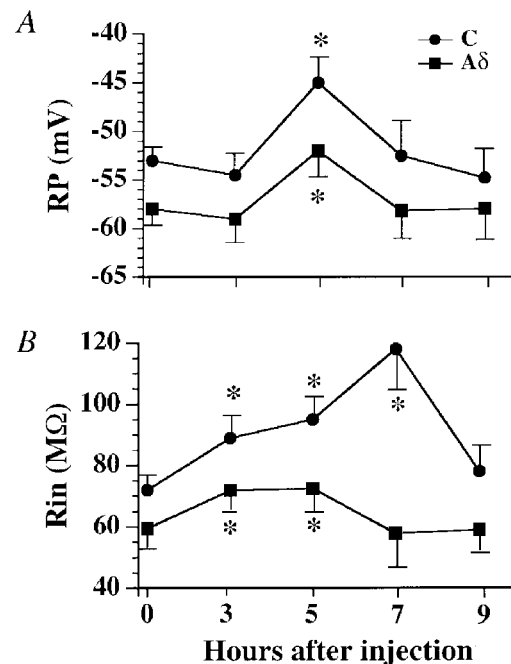 A
-40
-45
-50
-55
-60
-65
RP (mV)
*
*
C
Aδ
B
120
100
80
60
40
Rin (MΩ)
* * *
* *
0 3 5 7 9
Hours after injection